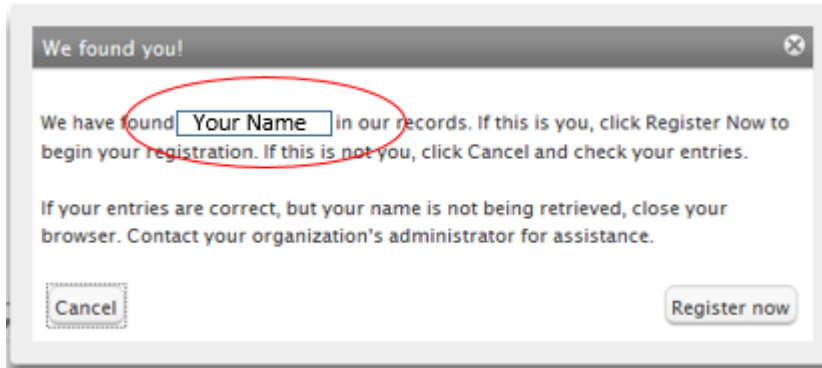 We found you!
We have found Your Name in our records. If this is you, click Register Now to
begin your registration. If this is not you, click Cancel and check your entries.
If your entries are correct, but your name is not being retrieved, close your
browser. Contact your organization's administrator for assistance.
Cancel Register now